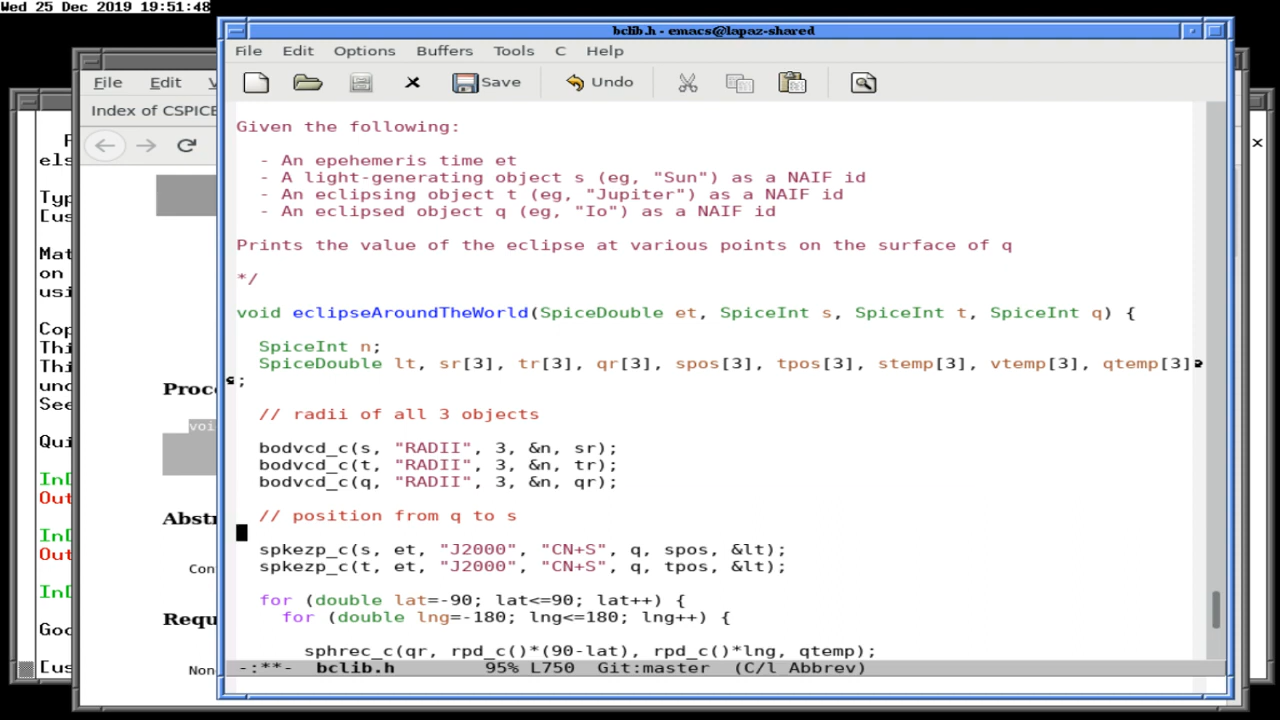 Wed 25 Dec 2019 19:51:48
bclib.h - emacs@lapaz-shared
File Edit Options Buffers Tools C Help
Save Undo
File Edit V
Index of CSPICE
Given the following:
- An epehemeris time et
- A light-generating object s (eg, "Sun") as a NAIF id
- An eclipsing object t (eg, "Jupiter") as a NAIF id
- An eclipsed object q (eg, "Io") as a NAIF id
Prints the value of the eclipse at various points on the surface of q
*/
void eclipseAroundTheWorld(SpiceDouble et, SpiceInt s, SpiceInt t, SpiceInt q) {
SpiceInt n;
SpiceDouble lt, sr[3], tr[3], qr[3], spos[3], tpos[3], stemp[3], vtemp[3], qtemp[3]
;
// radii of all 3 objects
bodvcd_c(s, "RADII", 3, &n, sr);
bodvcd_c(t, "RADII", 3, &n, tr);
bodvcd_c(q, "RADII", 3, &n, qr);
// position from q to s
spkezp_c(s, et, "J2000", "CN+S", q, spos, &lt);
spkezp_c(t, et, "J2000", "CN+S", q, tpos, &lt);
for (double lat=-90; lat<=90; lat++) {
for (double lng=-180; lng<=180; lng++) {
sphrec_c(qr, rpd_c()*(90-lat), rpd_c()*lng, qtemp);
-:**- bclib.h 95% L750 Git:master (C/l Abbrev)
Proce
voi
Abstr
Con
Requ
Non
F
els
Typ
[us
Mat
on
usi
Cop
Thi
Thi
und
See
Qui
In[
Out
In[
Out
In[
Goo
[us